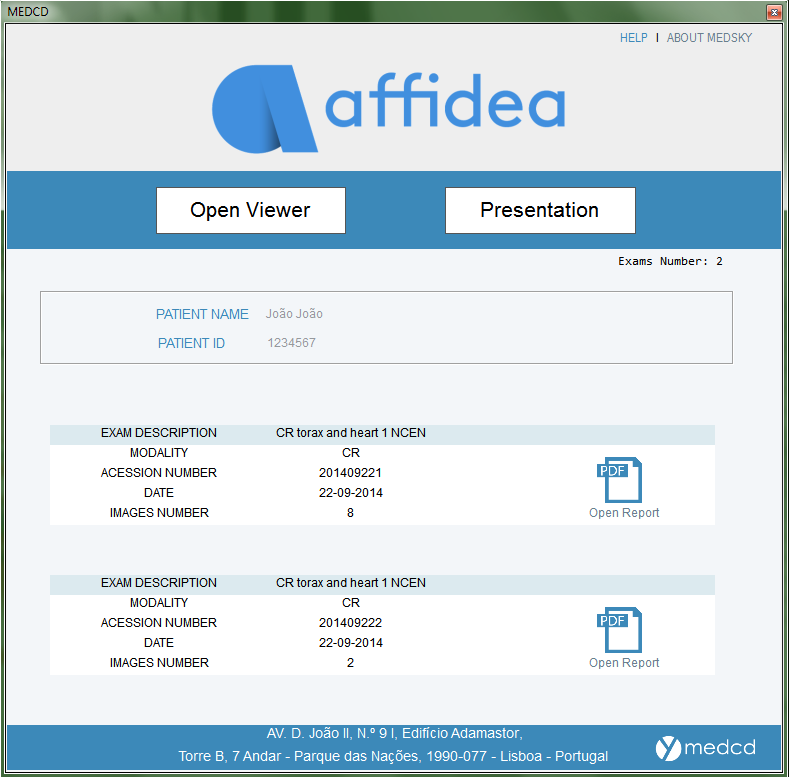 MEDCD
HELP I ABOUT MEDSKY
affidea
Open Viewer Presentation
Exams Number: 2
PATIENT NAME João João
PATIENT ID 1234567
EXAM DESCRIPTION CR torax and heart 1 NCEN
MODALITY CR
ACESSION NUMBER 201409221
DATE 22-09-2014
IMAGES NUMBER 8
PDF
Open Report
EXAM DESCRIPTION CR torax and heart 1 NCEN
MODALITY CR
ACESSION NUMBER 201409222
DATE 22-09-2014
IMAGES NUMBER 2
PDF
Open Report
AV. D. João II, N.º 9 I, Edifício Adamastor,
Torre B, 7 Andar - Parque das Nações, 1990-077 - Lisboa - Portugal
medcd